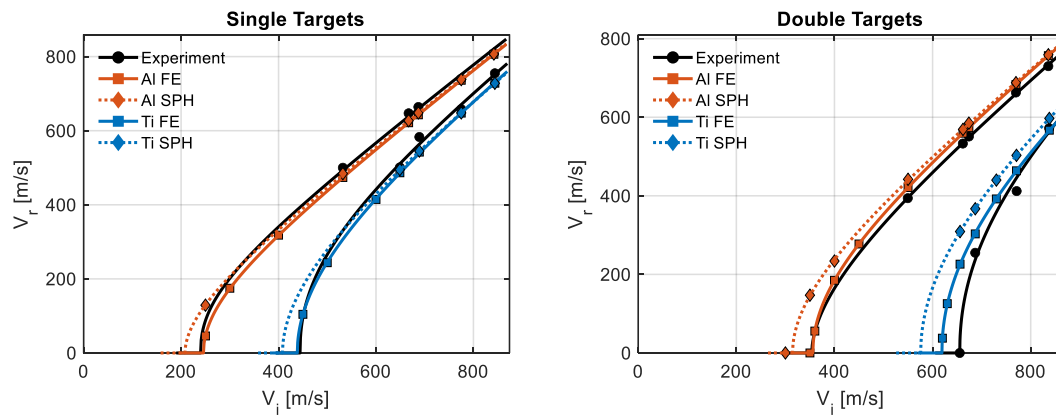 Single Targets
800
600
400
200
0
V_r [m/s]
Experiment
Al FE
Al SPH
Ti FE
Ti SPH
0 200 400 600 800
V_i [m/s]
Double Targets
800
600
400
200
0
V_r [m/s]
Experiment
Al FE
Al SPH
Ti FE
Ti SPH
0 200 400 600 800
V_i [m/s]